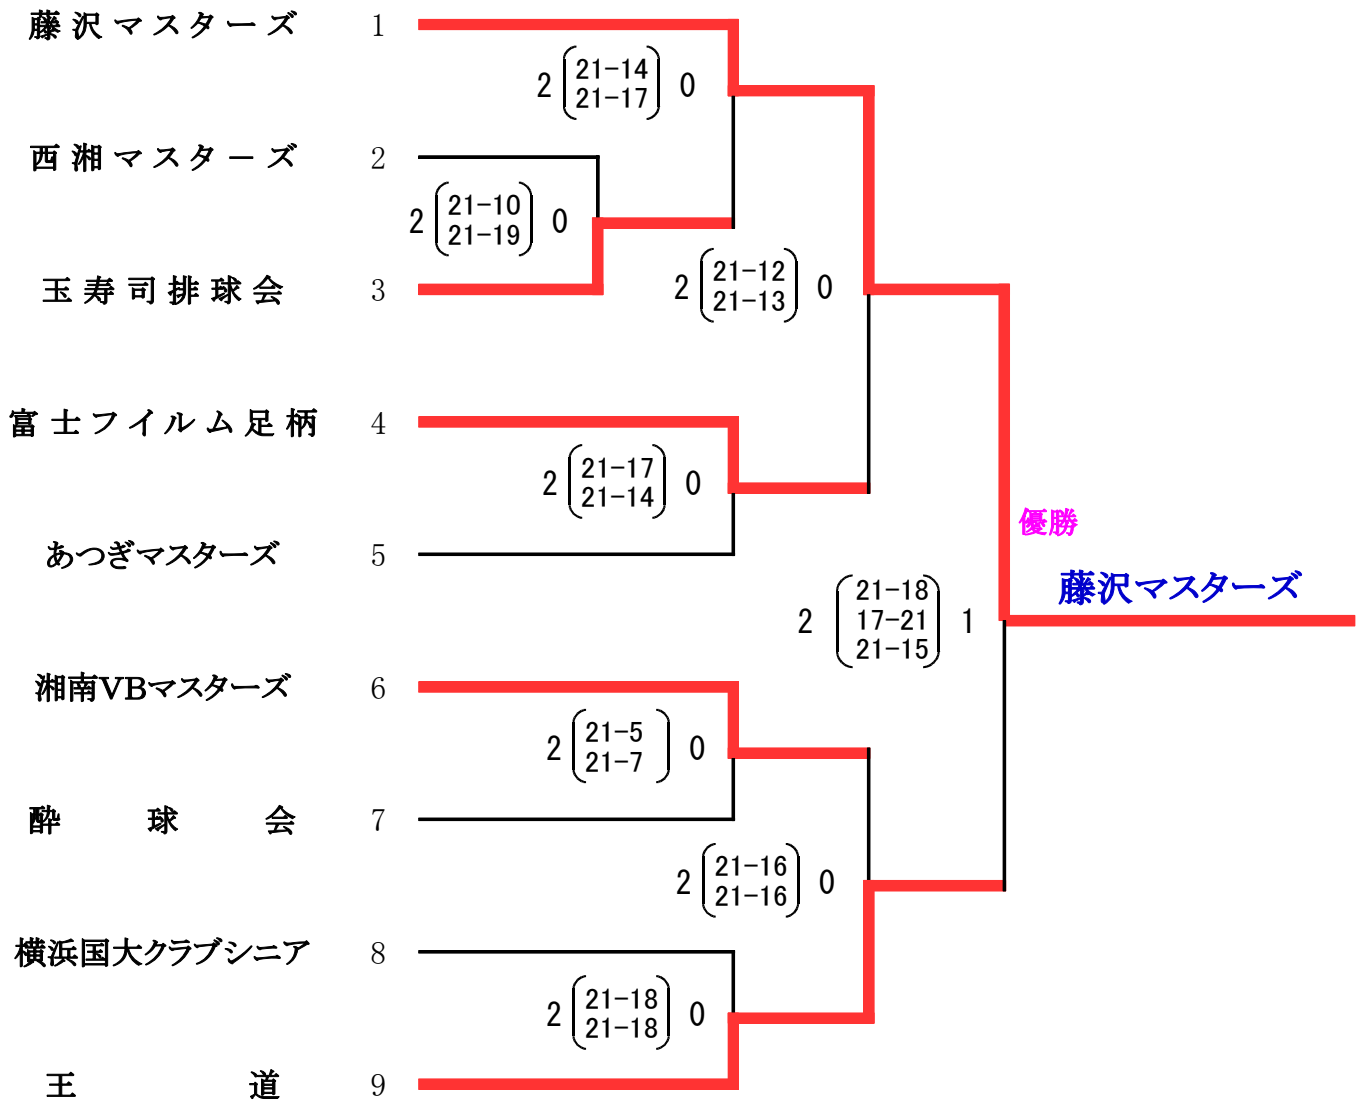 藤沢マスターズ 1
21-14
2 0
21-17
西湘マスターズ 2
21-10
2 0
21-19
玉寿司排球会 3
21-12
2 0
21-13
富士フイルム足柄 4
21-17
2 0
21-14
優勝
あつぎマスターズ 5
藤沢マスターズ
21-18
2 17-21 1
21-15
湘南VBマスターズ 6
21-5
2 0
21-7
酔球会 7
21-16
2 0
21-16
横浜国大クラブシニア 8
21-18
2 0
21-18
王道 9